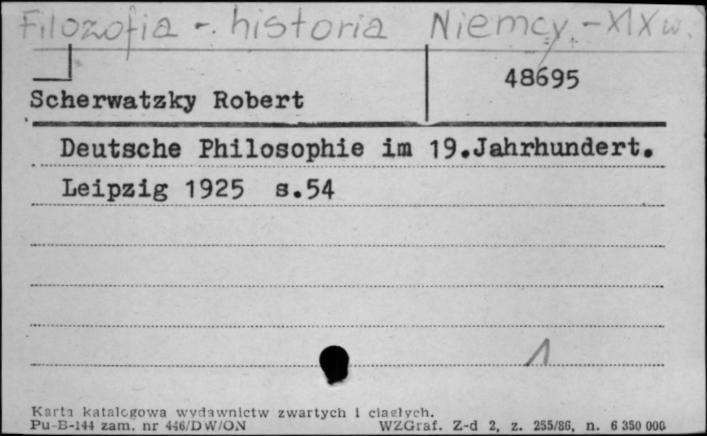 Filozofia - historia Niemcy - XIX w.
48695
Scherwatzky Robert
Deutsche Philosophie im 19.Jahrhundert.
Leipzig 1925 s.54
1
Karta katalogowa wydawnictw zwartych i ciągłych.
Pu-B-144 zam. nr 446/DW/ON WZGraf. Z-d 2, z. 255/86, n. 6 350 000